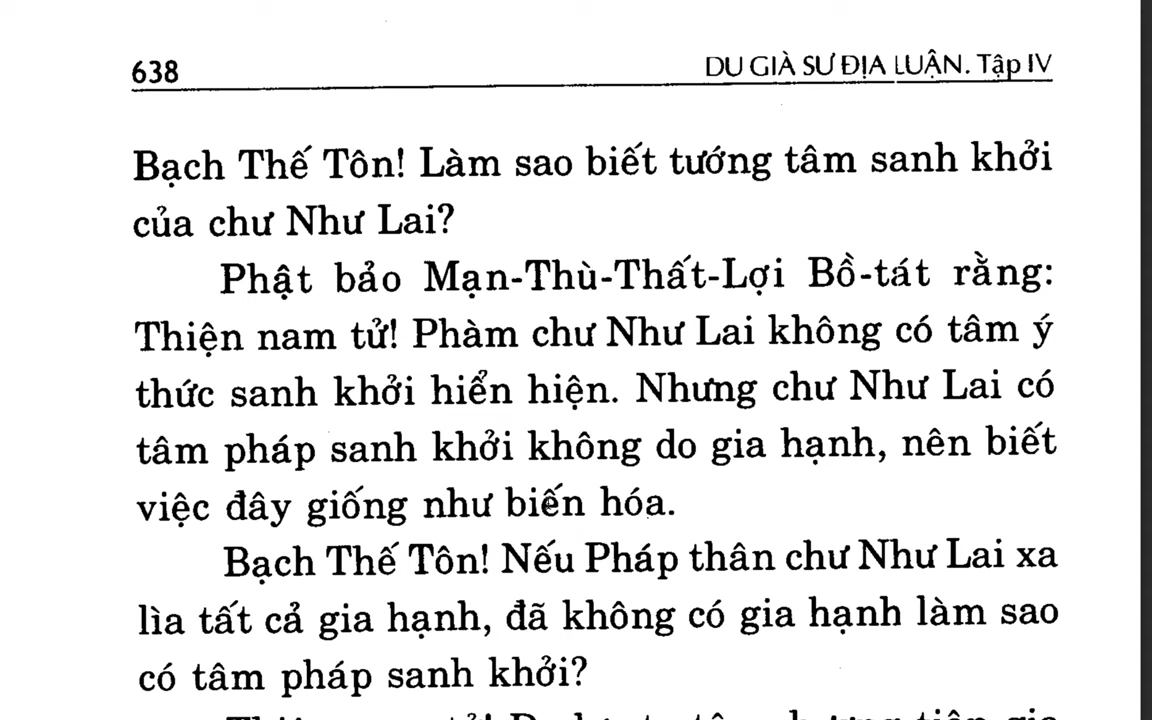 638
DU GIÀ SƯ ĐỊA LUẬN. Tập IV
Bạch Thế Tôn! Làm sao biết tướng tâm sanh khởi
của chư Như Lai?
Phật bảo Mạn-Thù-Thất-Lợi Bồ-tát rằng:
Thiện nam tử! Phàm chư Như Lai không có tâm ý
thức sanh khởi hiển hiện. Nhưng chư Như Lai có
tâm pháp sanh khởi không do gia hạnh, nên biết
việc đây giống như biến hóa.
Bạch Thế Tôn! Nếu Pháp thân chư Như Lai xa
lìa tất cả gia hạnh, đã không có gia hạnh làm sao
có tâm pháp sanh khởi?